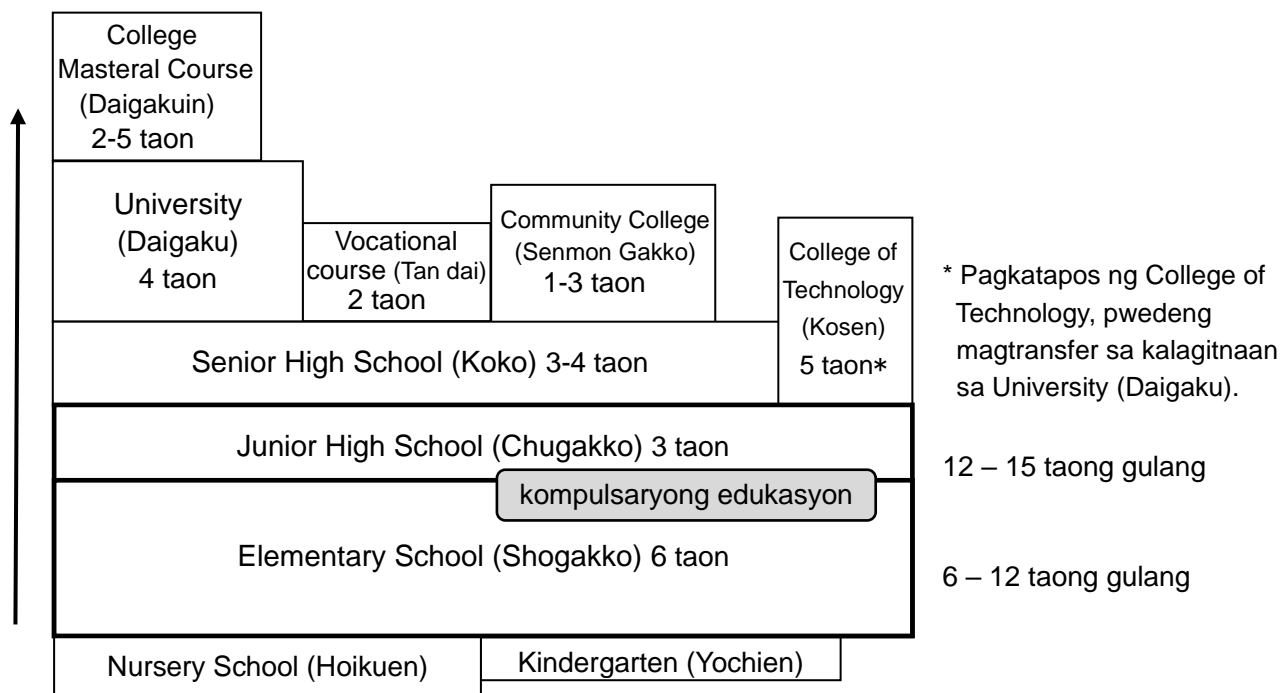 College
Masteral Course
(Daigakuin)
2-5 taon
University
(Daigaku)
4 taon
Vocational
course (Tan dai)
2 taon
Community College
(Senmon Gakko)
1-3 taon
College of
Technology
(Kosen)
5 taon*
* Pagkatapos ng College of
Technology, pwedeng
magtransfer sa kalagitnaan
sa University (Daigaku).
Senior High School (Koko) 3-4 taon
Junior High School (Chugakko) 3 taon
12 – 15 taong gulang
kompulsaryong edukasyon
Elementary School (Shogakko) 6 taon
6 – 12 taong gulang
Nursery School (Hoikuen)
Kindergarten (Yochien)